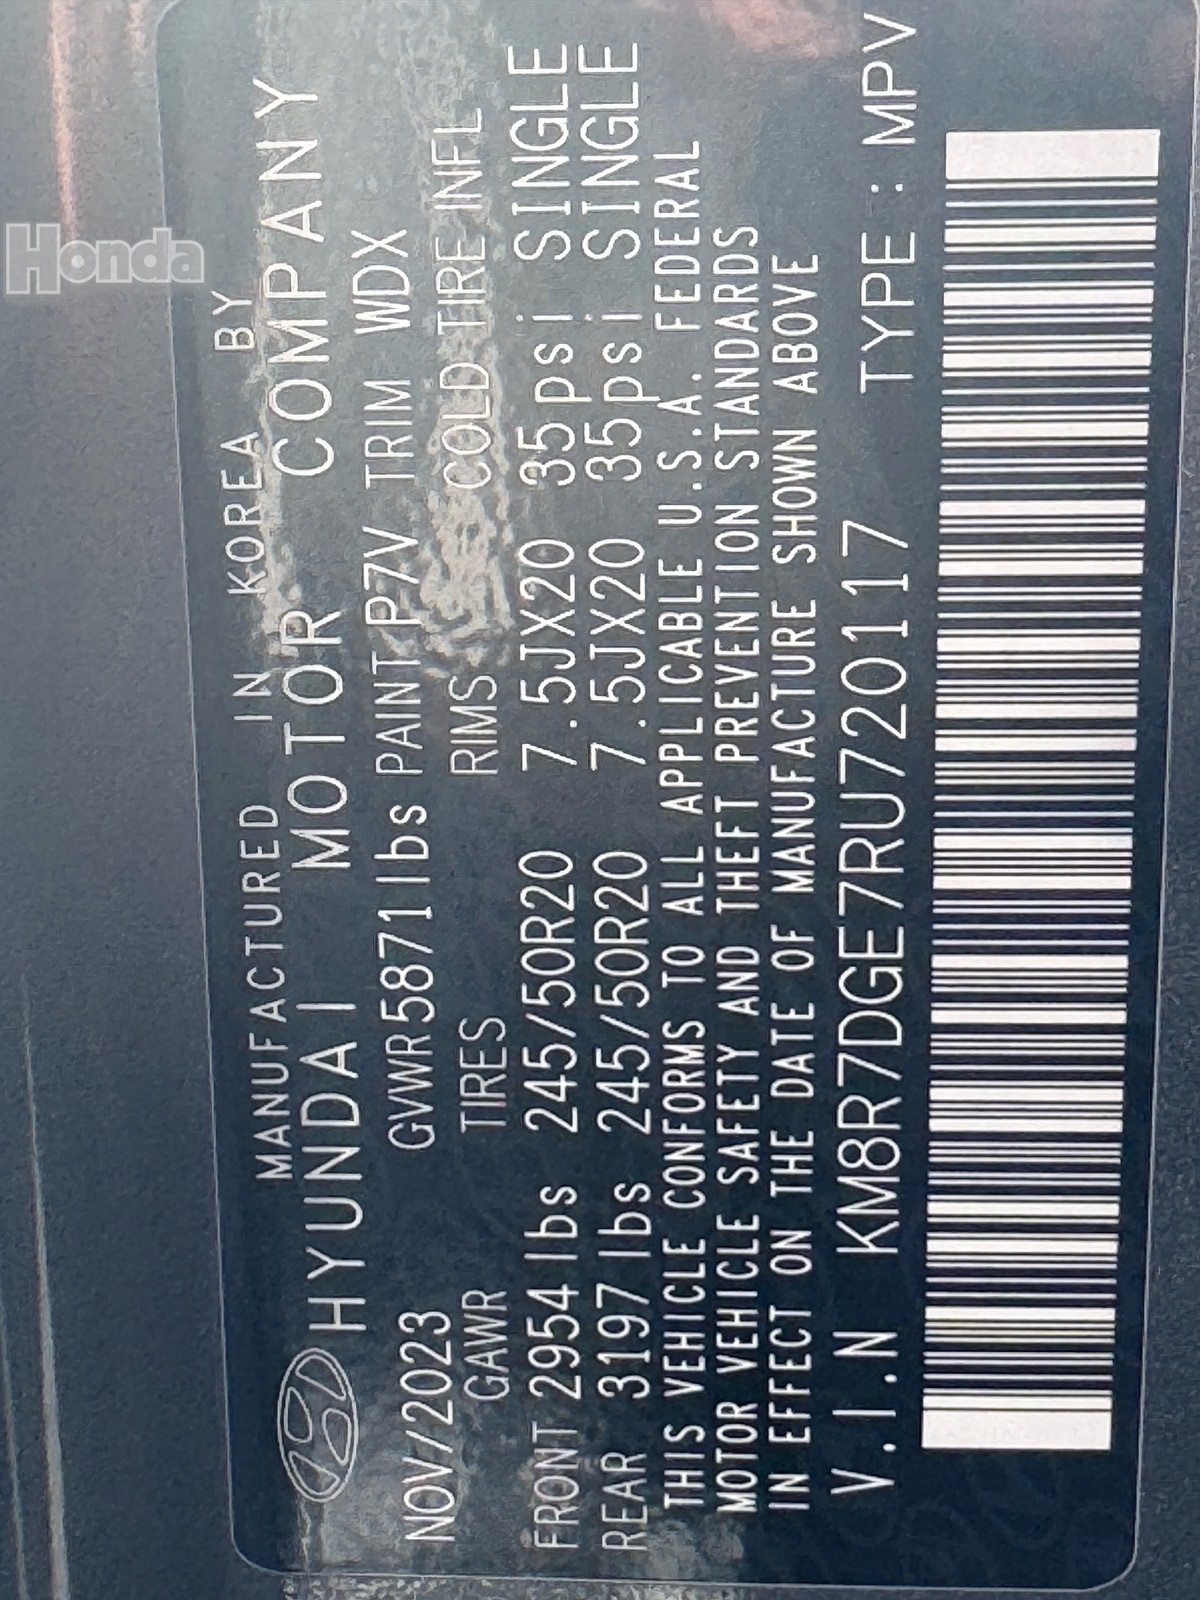 Honda
MANUFACTURED IN KOREA BY
HYUNDAI MOTOR COMPANY
NOV/2023 GVWR 5871lbs PAINT P7V TRIM WDX
GAWR TIRES RIMS COLD TIRE INFL
FRONT 2954 lbs 245/50R20 7.5JX20 35psi SINGLE
REAR 3197 lbs 245/50R20 7.5JX20 35psi SINGLE
THIS VEHICLE CONFORMS TO ALL APPLICABLE U.S.A. FEDERAL
MOTOR VEHICLE SAFETY AND THEFT PREVENTION STANDARDS
IN EFFECT ON THE DATE OF MANUFACTURE SHOWN ABOVE
V.I.N KM8R7DGE7RU720117 TYPE : MPV